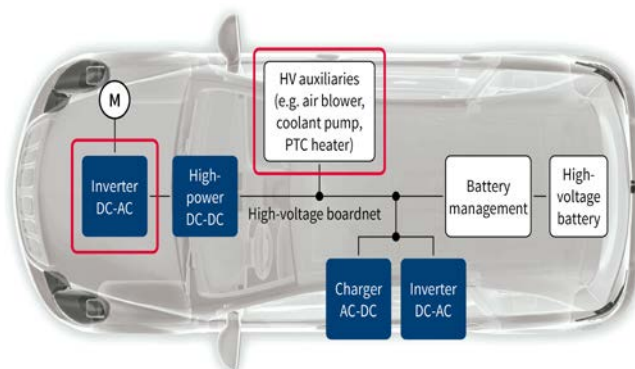 M
HV auxiliaries
(e.g. air blower,
coolant pump,
PTC heater)
Inverter
DC-AC
High-
power
DC-DC
High-voltage boardnet
Battery
management
High-
voltage
battery
Charger
AC-DC
Inverter
DC-AC